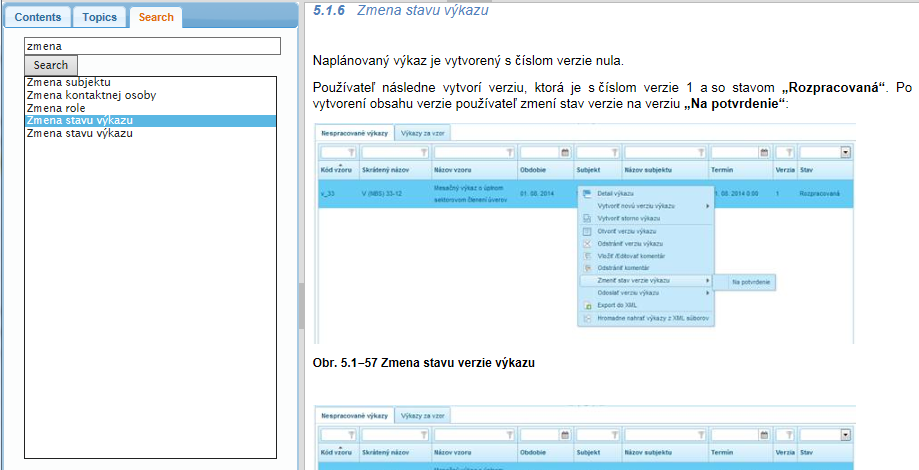 Contents Topics Search
zmena
Search
Zmena subjektu
Zmena kontaktnej osoby
Zmena role
Zmena stavu výkazu
Zmena stavu výkazu
5.1.6 Zmena stavu výkazu
Naplánovaný výkaz je vytvorený s číslom verzie nula.
Používateľ následne vytvorí verziu, ktorá je s číslom verzie 1 a so stavom „Rozpracovaná“. Po
vytvorení obsahu verzie používateľ zmení stav verzie na verziu „Na potvrdenie“:
Nespracované výkazy Výkazy za vzor
Kód vzoru Skrátený názov Názov vzoru Obdobie Subjekt Názov subjektu Termín Verzia Stav
v_33 V (NBS) 33-12 Mesačný výkaz o úplnom
sektorovom členení úverov 01. 08. 2014 1. 08. 2014 0:00 1 Rozpracovaná
Detail výkazu
Vytvoriť novú verziu výkazu
Vytvoriť storno výkazu
Otvoriť verziu výkazu
Odstrániť verziu výkazu
Vložiť /Editovať komentár
Odstrániť komentár
Zmeniť stav verzie výkazu
Na potvrdenie
Odoslať verziu výkazu
Export do XML
Hromadne nahrať výkazy z XML súborov
Obr. 5.1–57 Zmena stavu verzie výkazu
Nespracované výkazy Výkazy za vzor
Kód vzoru Skrátený názov Názov vzoru Obdobie Subjekt Názov subjektu Termín Verzia Stav